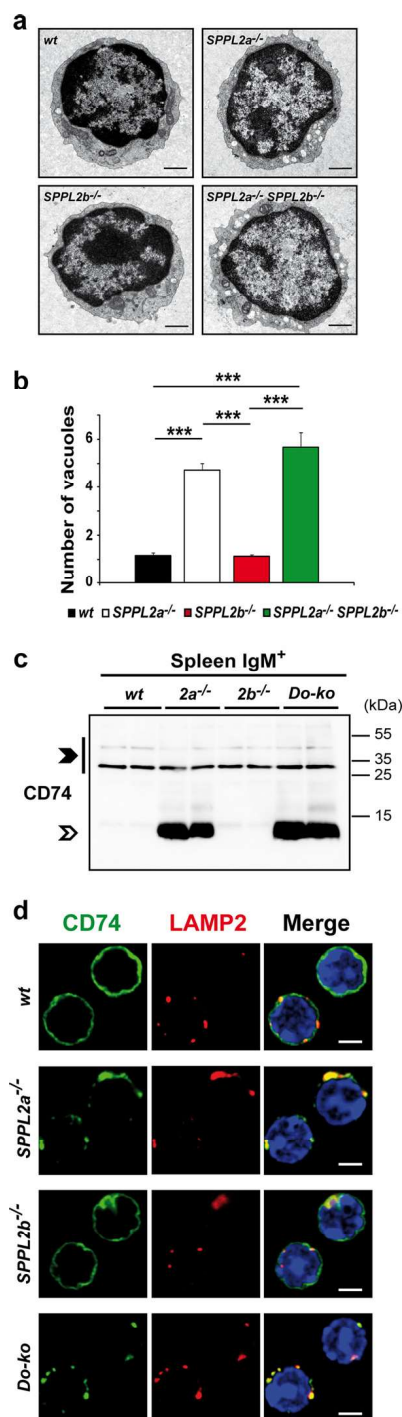 a
wt
SPPL2a-/-
SPPL2b-/-
SPPL2a-/- SPPL2b-/-
b
Number of vacuoles
6
4
2
0
***
***
***
***
wt SPPL2a-/- SPPL2b-/- SPPL2a-/- SPPL2b-/-
c
Spleen IgM+
wt 2a-/- 2b-/- Do-ko (kDa)
55
35
25
CD74
15
d
CD74 LAMP2 Merge
wt
SPPL2a-/-
SPPL2b-/-
Do-ko